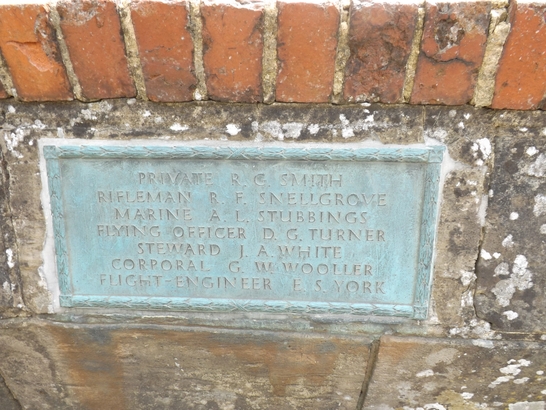 PRIVATE R. G. SMITH
RIFLEMAN R. F. SNELLGROVE
MARINE A. L. STUBBINGS
FLYING OFFICER D. G. TURNER
STEWARD J. A. WHITE
CORPORAL G. W. WOOLLER
FLIGHT-ENGINEER E. S. YORK